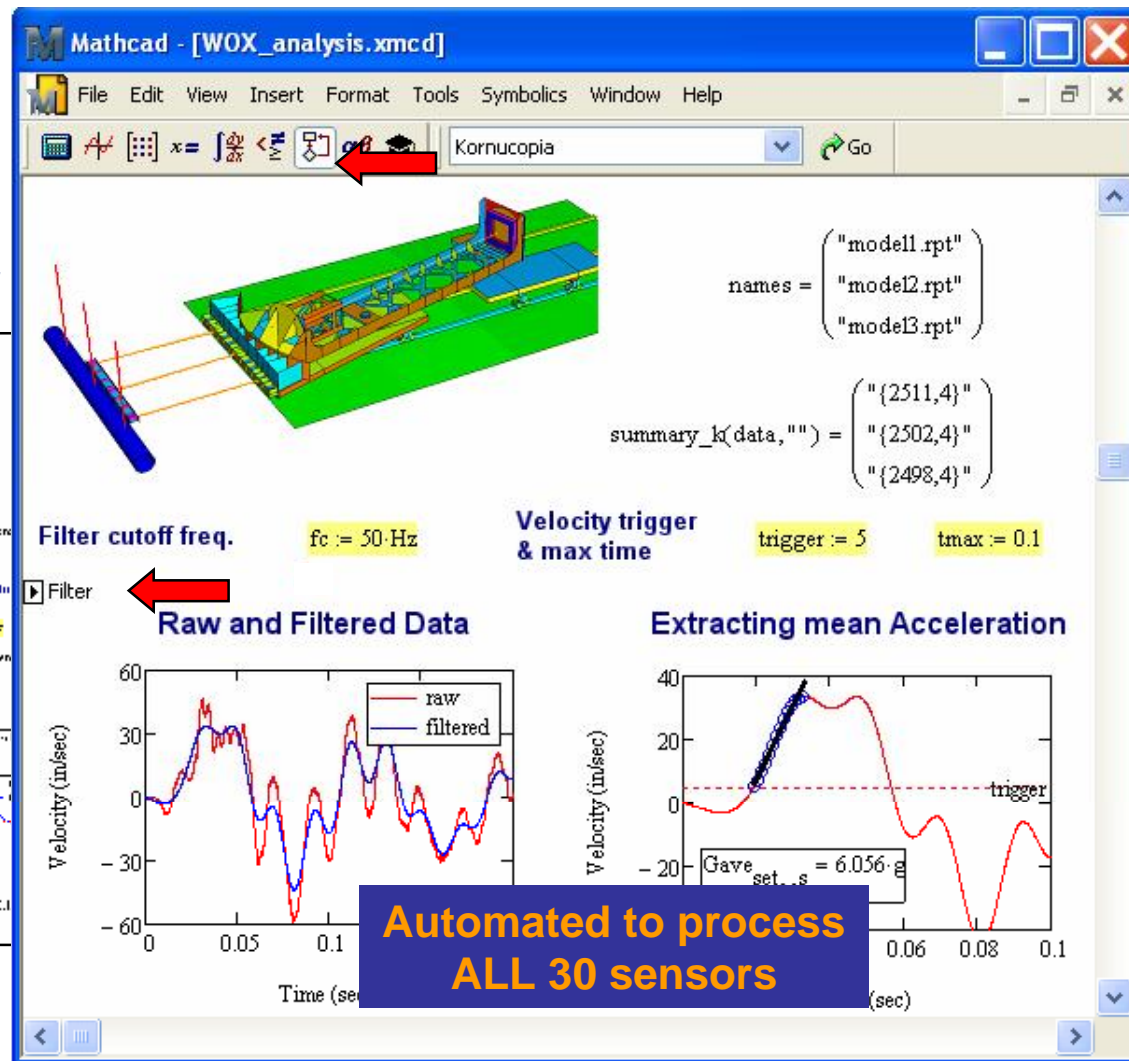 Mathcad - [WOX_analysis.xmcd]
File Edit View Insert Format Tools Symbolics Window Help
x= αβ Kornucopia Go
names = "model1.rpt"
"model2.rpt"
"model3.rpt"
summary_k(data,"") = "{2511,4}"
"{2502,4}"
"{2498,4}"
Filter cutoff freq.
fc := 50·Hz
Velocity trigger
& max time
trigger := 5
tmax := 0.1
Filter
Raw and Filtered Data
60
30
0
– 30
– 60
Velocity (in/sec)
raw
filtered
0 0.05 0.1
Time (sec
Extracting mean Acceleration
40
20
0
– 20
Velocity (in/sec)
trigger
Gave = 6.056·g
set, s
0.06 0.08 0.1
(sec)
Automated to process
ALL 30 sensors